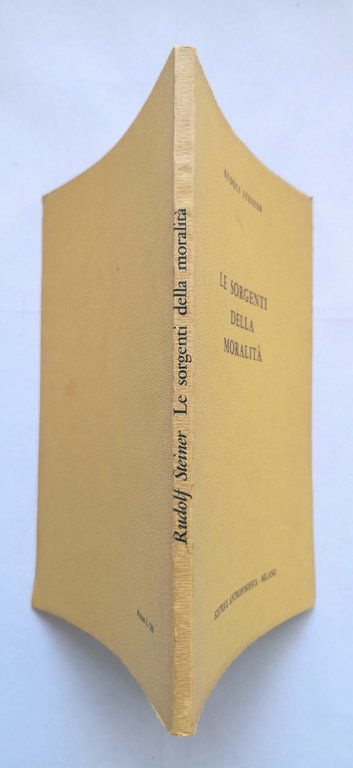 RUDOLF STEINER
LE SORGENTI
DELLA
MORALITÀ
EDITRICE ANTROPOSOFICA - MILANO
Rudolf Steiner Le sorgenti della moralità